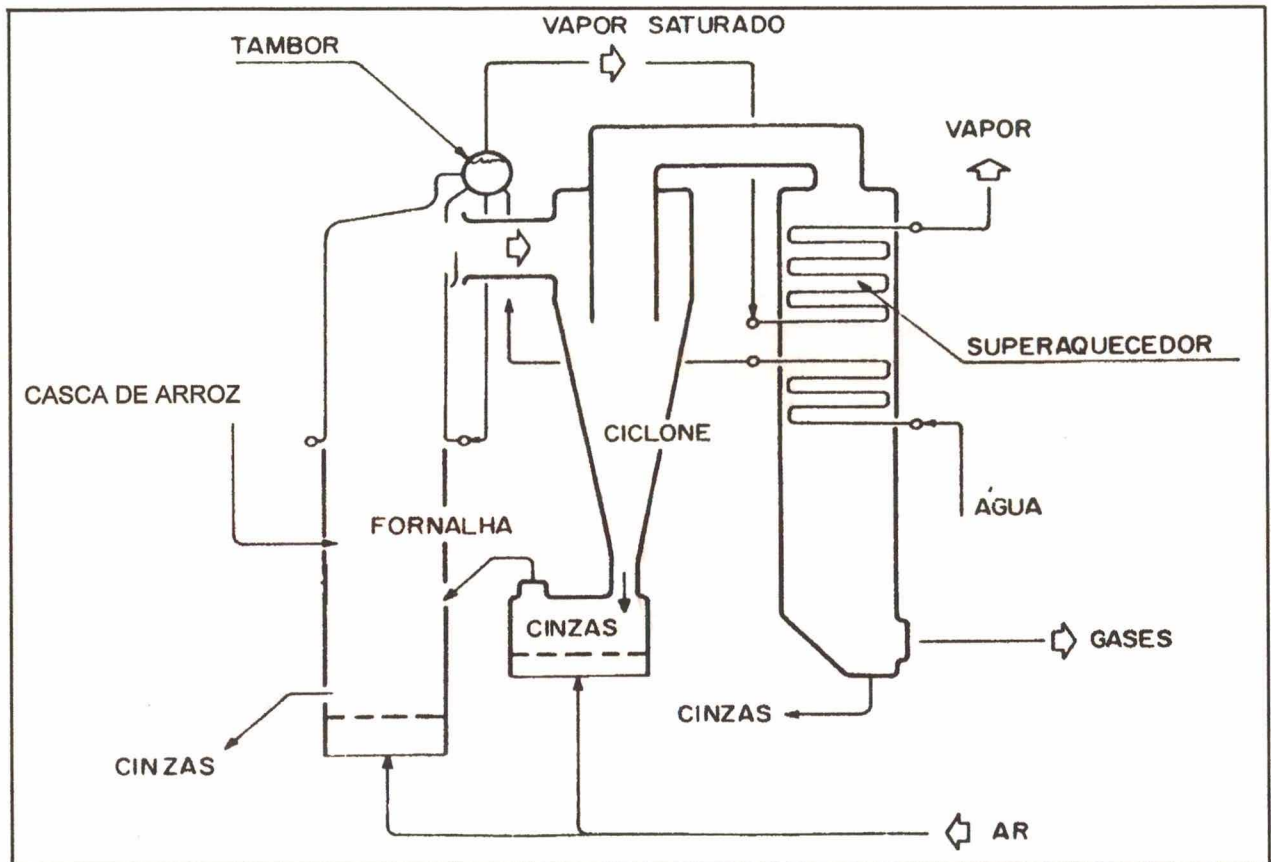 VAPOR SATURADO
TAMBOR
VAPOR
SUPERAQUECEDOR
CASCA DE ARROZ
CICLONE
ÁGUA
FORNALHA
CINZAS
GASES
CINZAS
CINZAS
AR